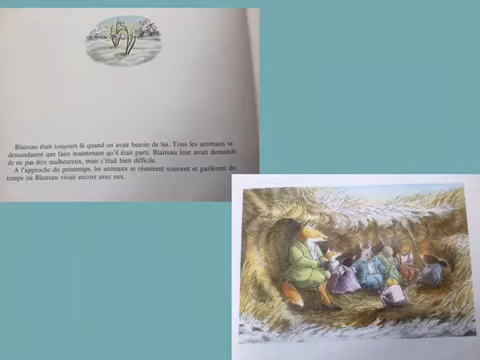 Blaireau était toujours là quand on avait besoin de lui. Tous les animaux se
demandaient que faire maintenant qu'il était parti. Blaireau leur avait demandé
de ne pas être malheureux, mais c'était bien difficile.
A l'approche du printemps, les animaux se réunirent souvent et parlèrent du
temps où Blaireau vivait encore avec eux.